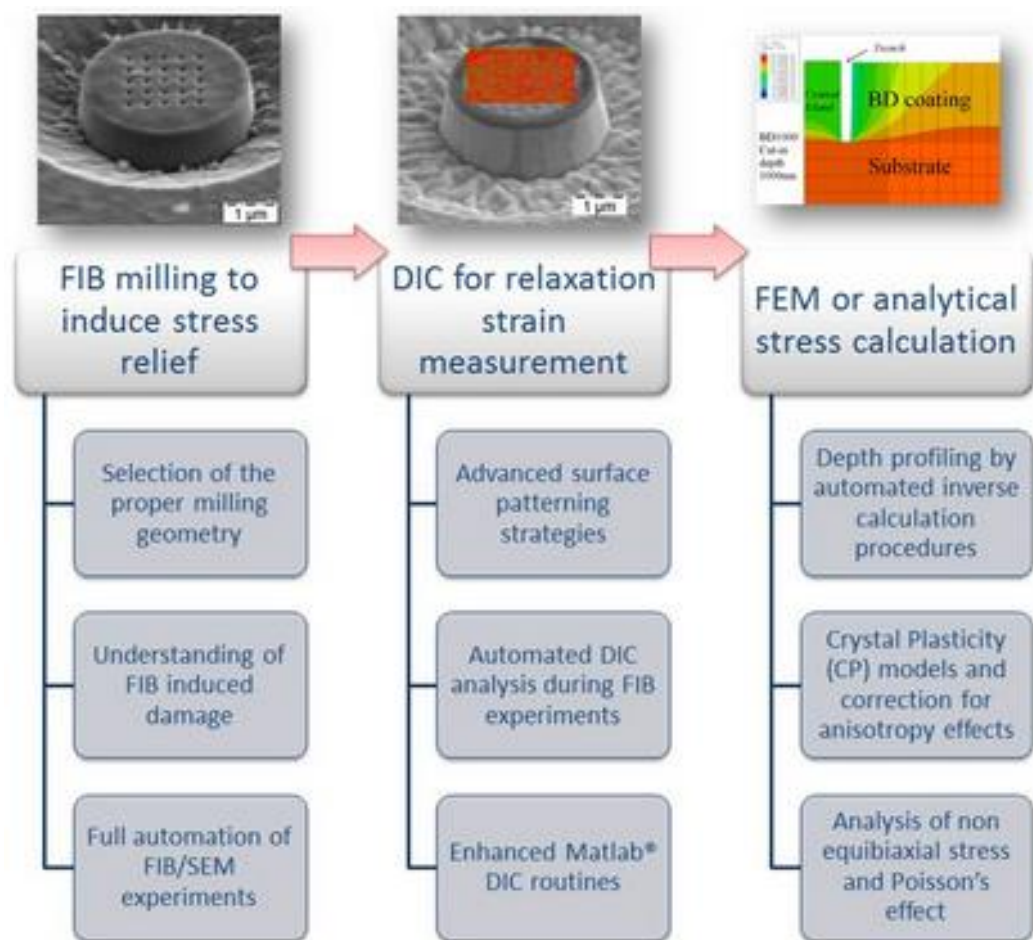 1 µm
1 µm
Trench
BD coating
Substrate
Cut-in
depth
1000nm
FIB milling to
induce stress
relief
DIC for relaxation
strain
measurement
FEM or analytical
stress calculation
Selection of the
proper milling
geometry
Understanding of
FIB induced
damage
Full automation of
FIB/SEM
experiments
Advanced surface
patterning
strategies
Automated DIC
analysis during FIB
experiments
Enhanced Matlab®
DIC routines
Depth profiling by
automated inverse
calculation
procedures
Crystal Plasticity
(CP) models and
correction for
anisotropy effects
Analysis of non
equibiaxial stress
and Poisson's
effect